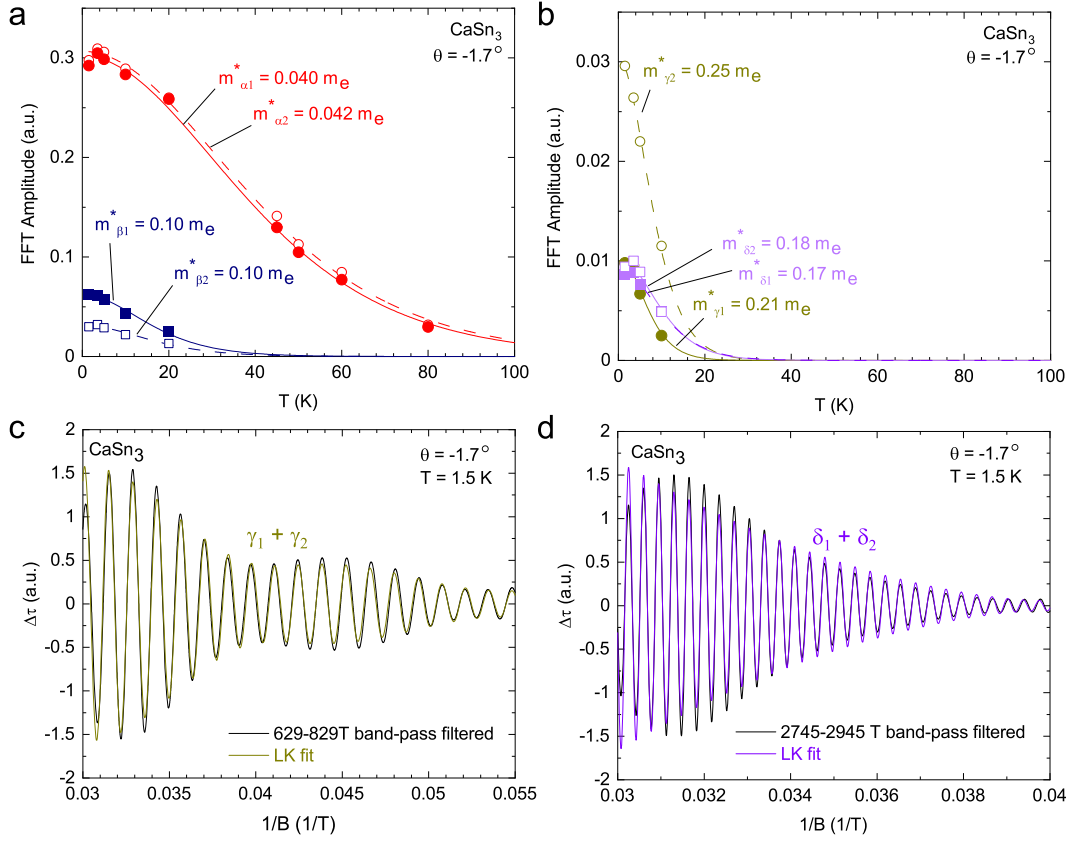 a
CaSn3
θ = -1.7°
m*α1 = 0.040 me
m*α2 = 0.042 me
m*β1 = 0.10 me
m*β2 = 0.10 me
FFT Amplitude (a.u.)
0.3
0.2
0.1
0
0 20 40 60 80 100
T (K)
b
CaSn3
θ = -1.7°
m*γ2 = 0.25 me
m*δ2 = 0.18 me
m*δ1 = 0.17 me
m*γ1 = 0.21 me
FFT Amplitude (a.u.)
0.03
0.02
0.01
0
0 20 40 60 80 100
T (K)
c
CaSn3
θ = -1.7°
T = 1.5 K
γ1 + γ2
629-829T band-pass filtered
LK fit
Δτ (a.u.)
2
1.5
1
0.5
0
-0.5
-1
-1.5
-2
0.03 0.035 0.04 0.045 0.05 0.055
1/B (1/T)
d
CaSn3
θ = -1.7°
T = 1.5 K
δ1 + δ2
2745-2945 T band-pass filtered
LK fit
Δτ (a.u.)
2
1.5
1
0.5
0
-0.5
-1
-1.5
-2
0.03 0.032 0.034 0.036 0.038 0.04
1/B (1/T)